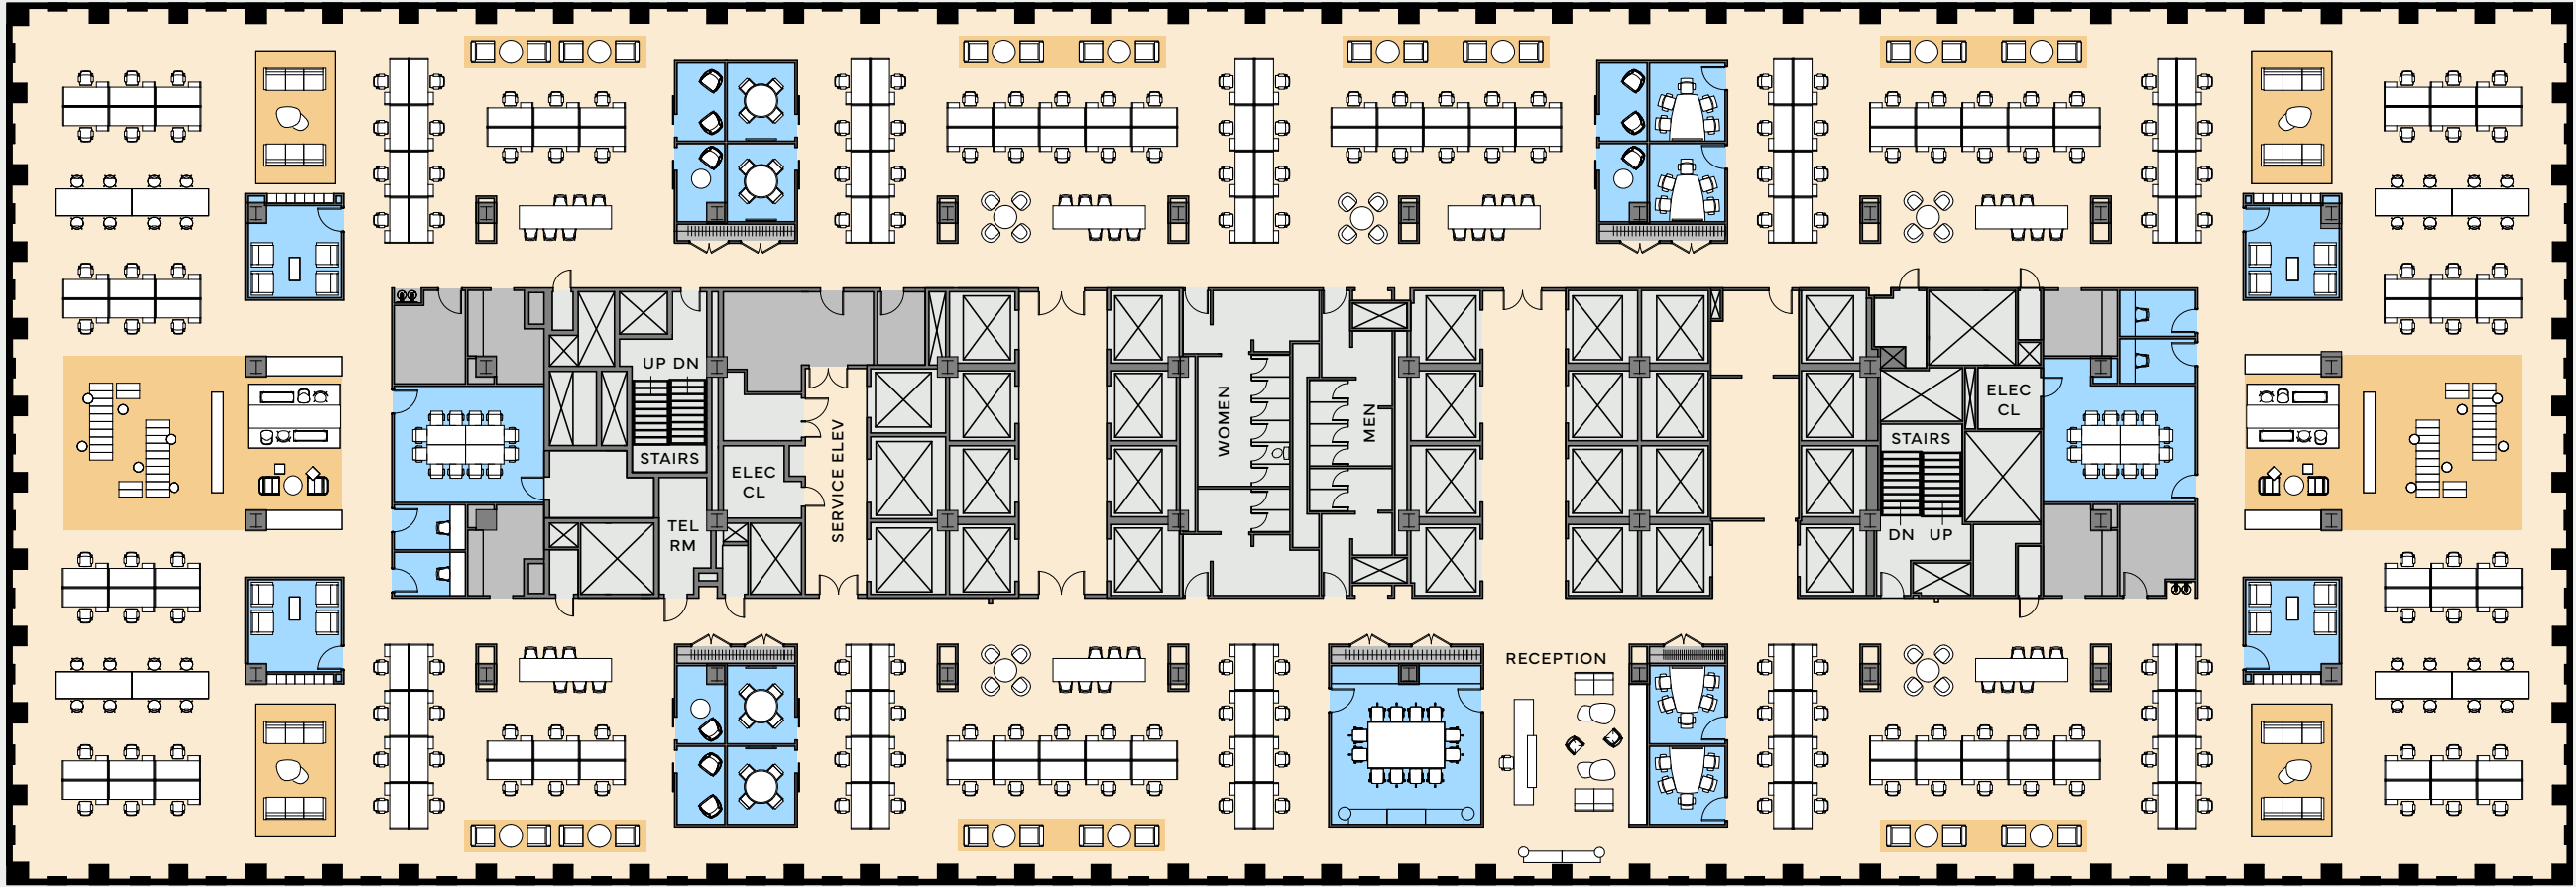 UP DN
STAIRS
ELEC
CL
TEL
RM
SERVICE ELEV
WOMEN
MEN
ELEC
CL
STAIRS
DN UP
RECEPTION